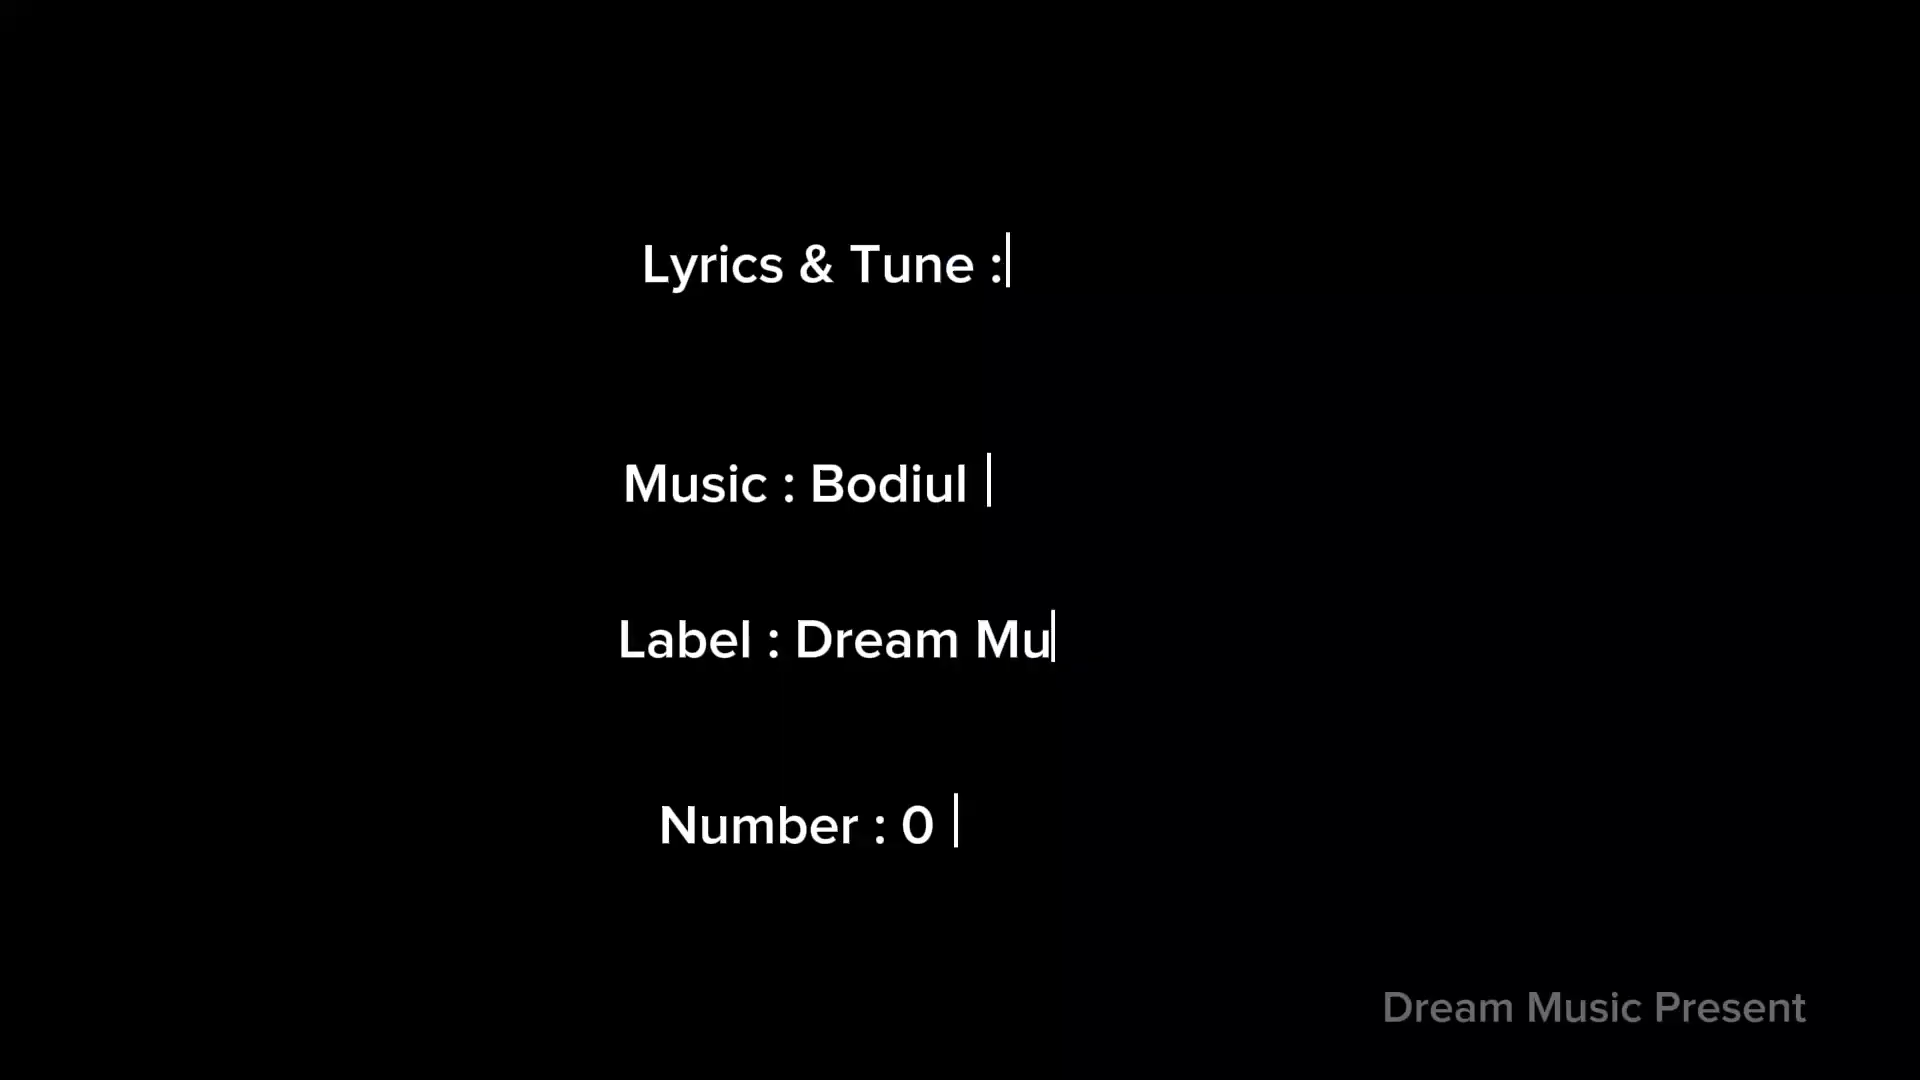 Lyrics & Tune :
Music : Bodiul
Label : Dream Mu
Number : 0
Dream Music Present